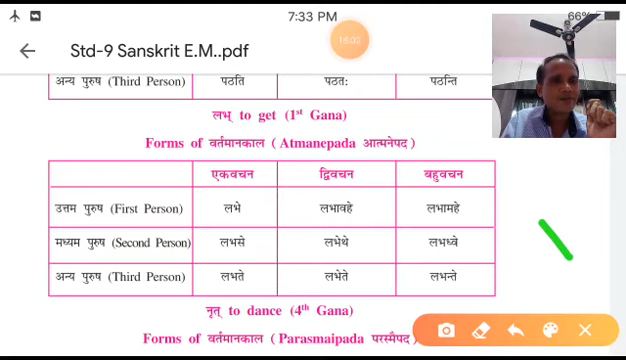 7:33 PM
66%
16:02
Std-9 Sanskrit E.M..pdf
अन्य पुरुष (Third Person) पठति पठतः पठन्ति
लभ् to get (1st Gana)
Forms of वर्तमानकाल ( Atmanepada आत्मनेपद )
एकवचन द्विवचन बहुवचन
उत्तम पुरुष (First Person) लभे लभावहे लभामहे
मध्यम पुरुष (Second Person) लभसे लभेथे लभध्वे
अन्य पुरुष (Third Person) लभते लभेते लभन्ते
नृत् to dance (4th Gana)
Forms of वर्तमानकाल ( Parasmaipada परस्मैपद )